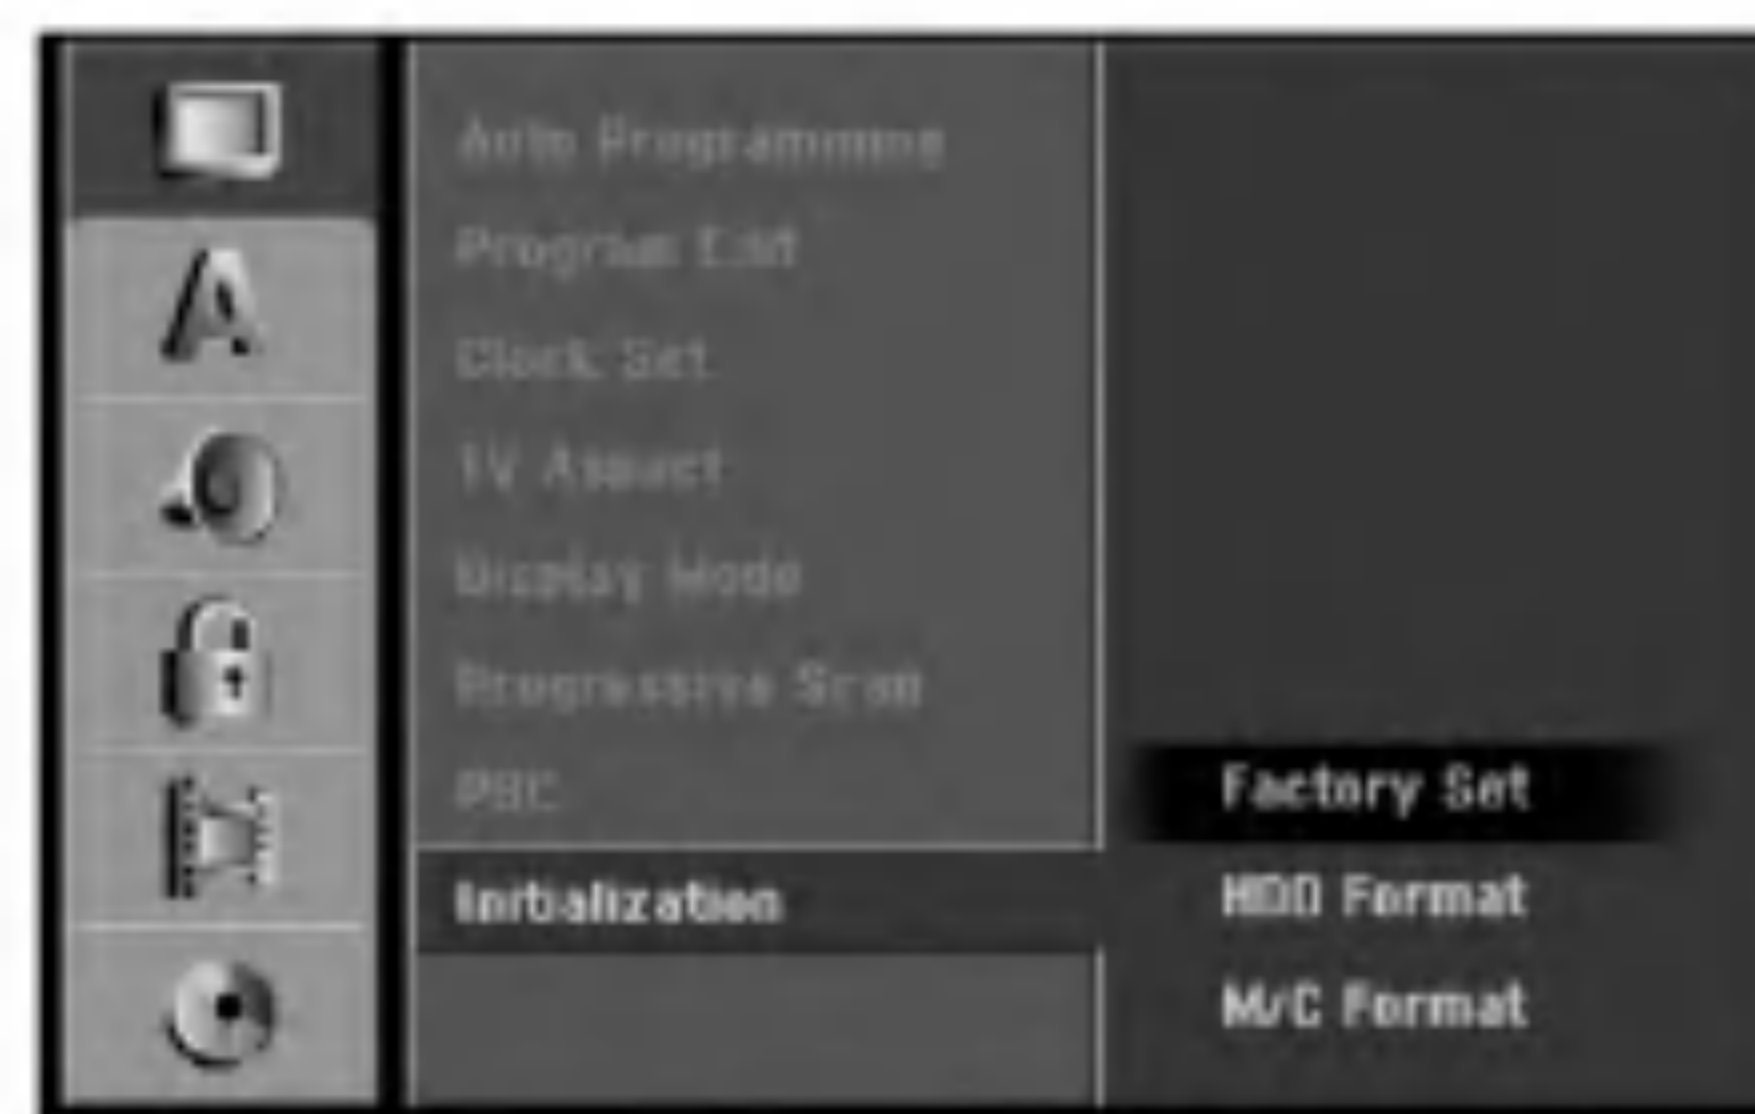 Auto Programming
Program Edit
Clock Set
TV Aspect
Display Mode
Progressive Scan
PBC
Initialization
Factory Set
HDD Format
M/C Format